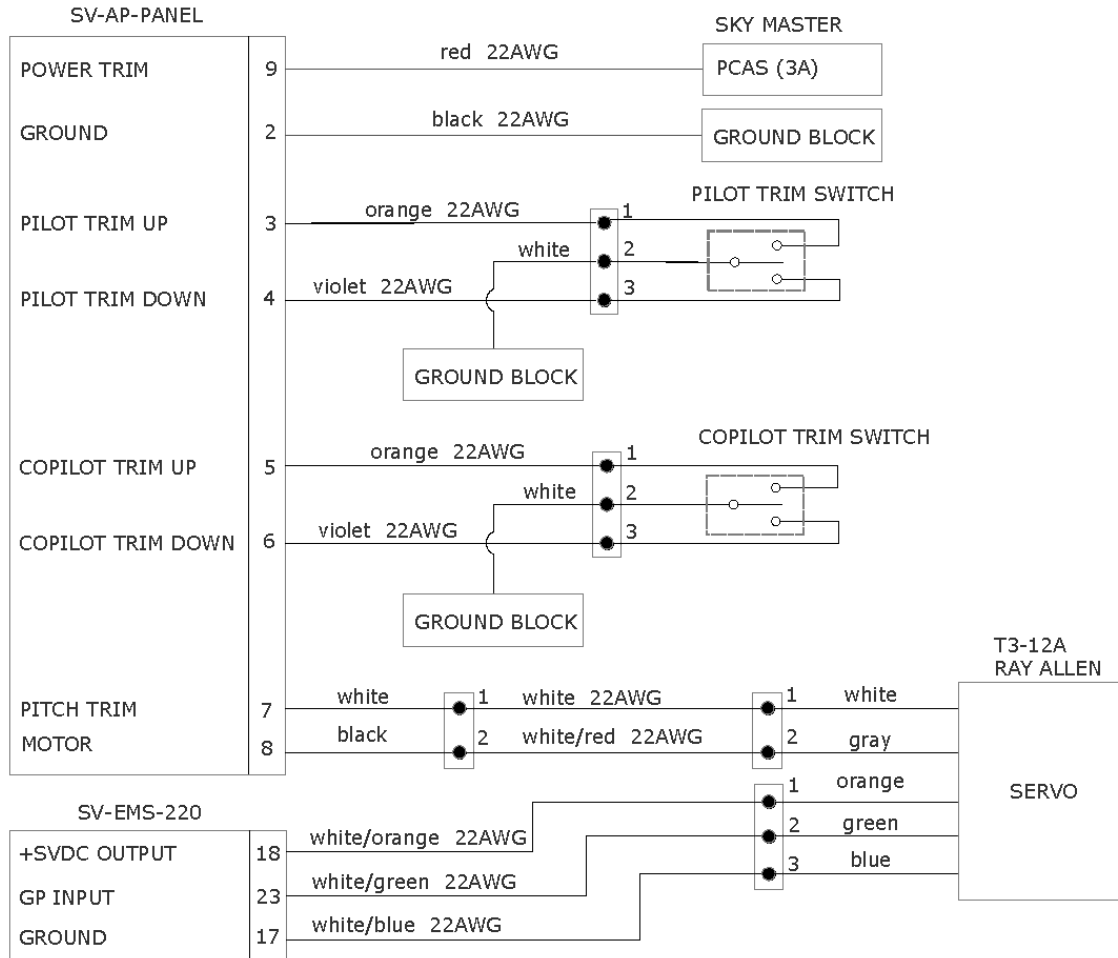 SV-AP-PANEL
SKY MASTER
POWER TRIM 9 red 22AWG PCAS (3A)
GROUND 2 black 22AWG GROUND BLOCK
PILOT TRIM SWITCH
PILOT TRIM UP 3 orange 22AWG 1
white 2
PILOT TRIM DOWN 4 violet 22AWG 3
GROUND BLOCK
COPILOT TRIM SWITCH
COPILOT TRIM UP 5 orange 22AWG 1
white 2
COPILOT TRIM DOWN 6 violet 22AWG 3
GROUND BLOCK
T3-12A
RAY ALLEN
PITCH TRIM 7 white 1 white 22AWG 1 white
MOTOR 8 black 2 white/red 22AWG 2 gray
1 orange
SERVO
SV-EMS-220
2 green
+SVDC OUTPUT 18 white/orange 22AWG
3 blue
GP INPUT 23 white/green 22AWG
GROUND 17 white/blue 22AWG